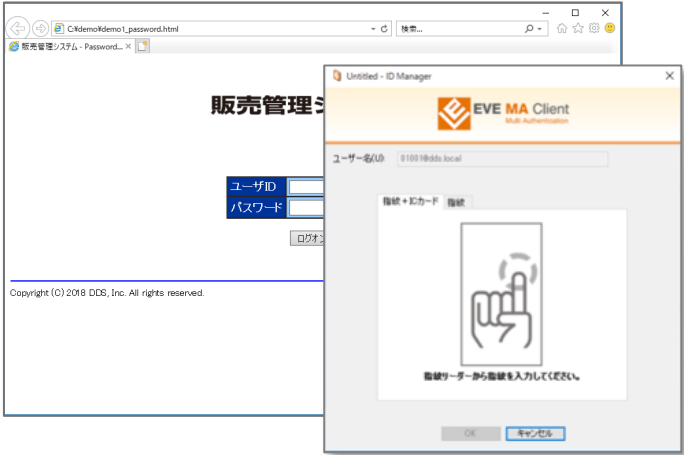 C:¥demo¥demo1_password.html
検索...
販売管理システム - Password...
販売管理シ
ユーザID
パスワード
ログオン
Copyright (C) 2018 DDS, Inc. All rights reserved.
Untitled - ID Manager
EVE MA Client
Multi Authentication
ユーザー名(U):
01001@dds.local
指紋+ICカード
指紋
指紋リーダーから指紋を入力してください。
OK
キャンセル